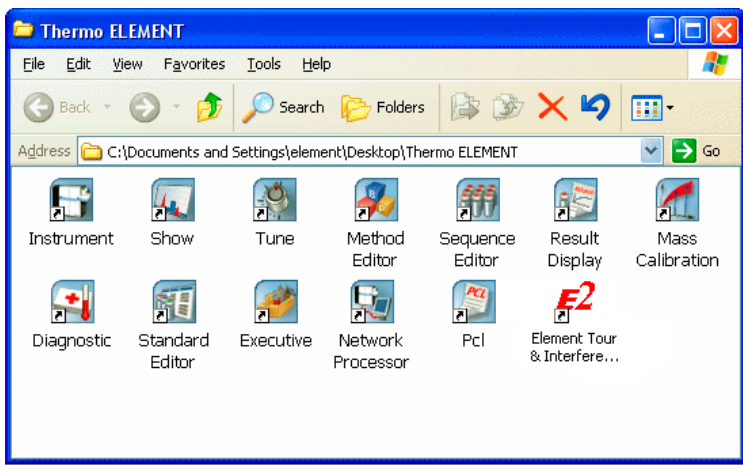 Thermo ELEMENT
File Edit View Favorites Tools Help
Back Search Folders
Address C:\Documents and Settings\element\Desktop\Thermo ELEMENT Go
Instrument Show Tune Method Editor Sequence Editor Result Display Mass Calibration
PCL
E2
Diagnostic Standard Editor Executive Network Processor Pcl Element Tour & Interfere...